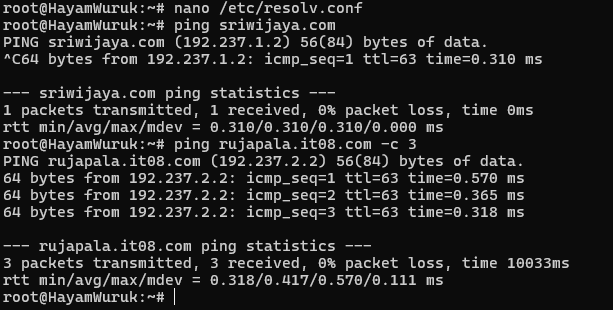 root@HayamWuruk:~# nano /etc/resolv.conf
root@HayamWuruk:~# ping sriwijaya.com
PING sriwijaya.com (192.237.1.2) 56(84) bytes of data.
^C64 bytes from 192.237.1.2: icmp_seq=1 ttl=63 time=0.310 ms

--- sriwijaya.com ping statistics ---
1 packets transmitted, 1 received, 0% packet loss, time 0ms
rtt min/avg/max/mdev = 0.310/0.310/0.310/0.000 ms
root@HayamWuruk:~# ping rujapala.it08.com -c 3
PING rujapala.it08.com (192.237.2.2) 56(84) bytes of data.
64 bytes from 192.237.2.2: icmp_seq=1 ttl=63 time=0.570 ms
64 bytes from 192.237.2.2: icmp_seq=2 ttl=63 time=0.365 ms
64 bytes from 192.237.2.2: icmp_seq=3 ttl=63 time=0.318 ms

--- rujapala.it08.com ping statistics ---
3 packets transmitted, 3 received, 0% packet loss, time 10033ms
rtt min/avg/max/mdev = 0.318/0.417/0.570/0.111 ms
root@HayamWuruk:~#